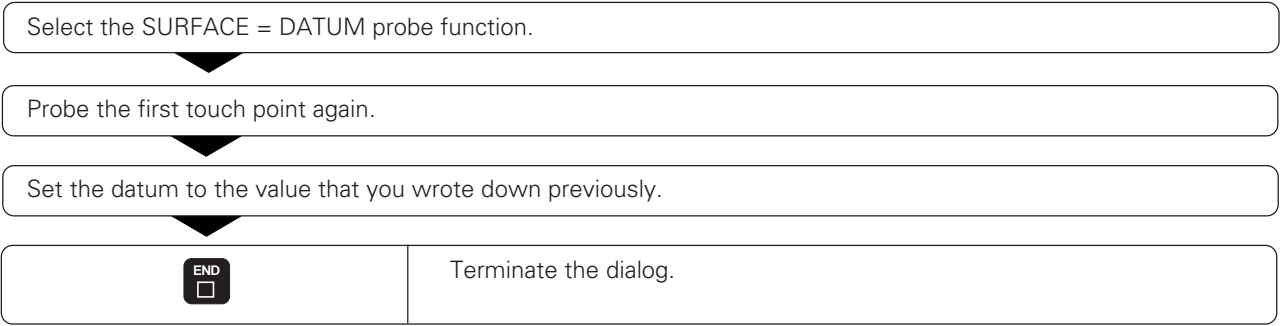 Select the SURFACE = DATUM probe function.
Probe the first touch point again.
Set the datum to the value that you wrote down previously.
END
Terminate the dialog.